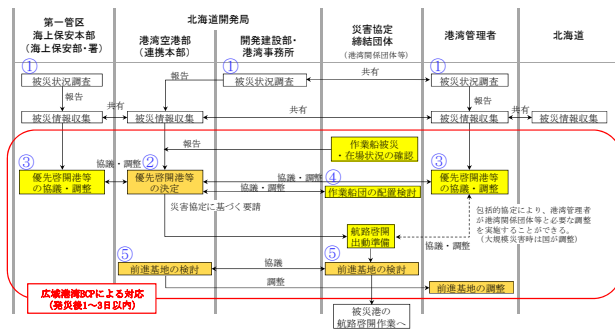 第一管区
海上保安本部
(海上保安部・署)
北海道開発局
港湾空港部
(連携本部)
開発建設部・
港湾事務所
災害協定
締結団体
(港湾関係団体等)
港湾管理者
北海道
①
被災状況調査
①
被災状況調査
共有
①
被災状況調査
報告
報告
報告
被災情報収集
共有
被災情報収集
共有
被災情報収集
共有
被災情報収集
報告
作業船被災
・在場状況の確認
③
優先啓開港等
の協議・調整
協議・調整
②
優先啓開港等
の決定
協議・調整
協議・調整
④
作業船団の配置検討
③
優先啓開港等
の協議・調整
災害協定に基づく要請
航路啓開
出動準備
協議・調整
包括的協定により、港湾管理者
が港湾関係団体等と必要な調整
を実施することができる。
(大規模災害時は国が調整)
⑤
前進基地の検討
協議
⑤
前進基地の検討
調整
前進基地の調整
広域港湾BCPによる対応
(発災後1~3日以内)
被災港の
航路啓開作業へ